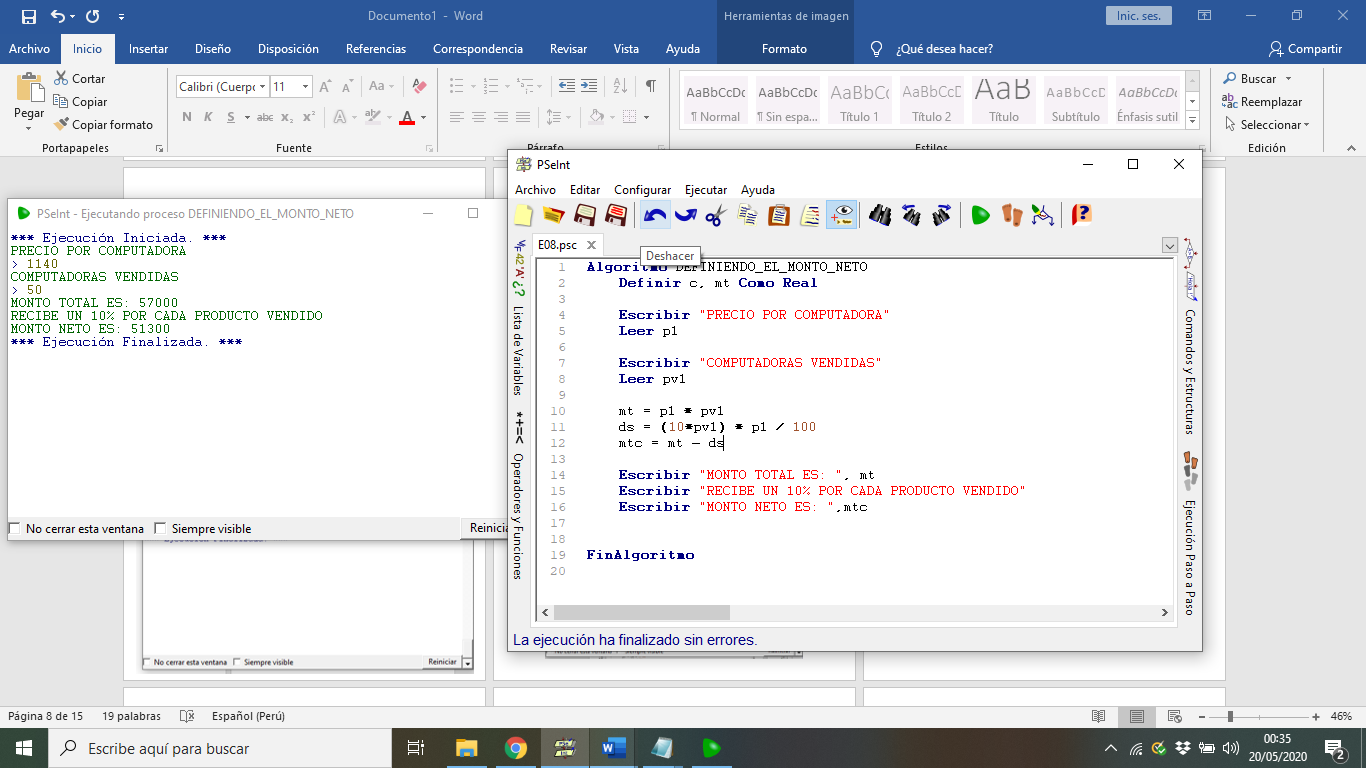 Documento1 - Word
Herramientas de imagen
Inic. ses.
Archivo Inicio Insertar Diseño Disposición Referencias Correspondencia Revisar Vista Ayuda Formato ¿Qué desea hacer? Compartir
Pegar
Cortar
Copiar
Copiar formato
Portapapeles
Calibri (Cuerpo 11
Fuente
Párrafo
AaBbCcDc AaBbCcDc AaBbCc AaBbCcD AaB AaBbCcD AaBbCcDc
¶ Normal ¶ Sin espa... Título 1 Título 2 Título Subtítulo Énfasis sutil
Estilos
Buscar
Reemplazar
Seleccionar
Edición
PSeInt - Ejecutando proceso DEFINIENDO_EL_MONTO_NETO
*** Ejecución Iniciada. ***
PRECIO POR COMPUTADORA
> 1140
COMPUTADORAS VENDIDAS
> 50
MONTO TOTAL ES: 57000
RECIBE UN 10% POR CADA PRODUCTO VENDIDO
MONTO NETO ES: 51300
*** Ejecución Finalizada. ***
No cerrar esta ventana Siempre visible Reinicia
No cerrar esta ventana Siempre visible Reiniciar
PSeInt
Archivo Editar Configurar Ejecutar Ayuda
E08.psc
Deshacer
1 Algoritmo DEFINIENDO_EL_MONTO_NETO
2 Definir c, mt Como Real
3
4 Escribir "PRECIO POR COMPUTADORA"
5 Leer p1
6
7 Escribir "COMPUTADORAS VENDIDAS"
8 Leer pv1
9
10 mt = p1 * pv1
11 ds = (10*pv1) * p1 / 100
12 mtc = mt - ds
13
14 Escribir "MONTO TOTAL ES: ", mt
15 Escribir "RECIBE UN 10% POR CADA PRODUCTO VENDIDO"
16 Escribir "MONTO NETO ES: ",mtc
17
18
19 FinAlgoritmo
20
Lista de Variables
*+=< Operadores y Funciones
Comandos y Estructuras
Ejecución Paso a Paso
La ejecución ha finalizado sin errores.
Página 8 de 15 19 palabras Español (Perú) 46%
Escribe aquí para buscar
00:35
20/05/2020
2